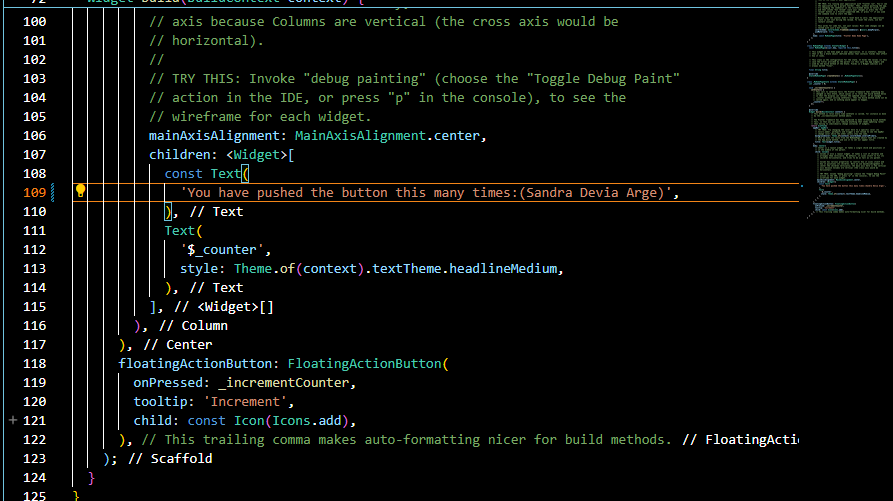 Widget build(BuildContext context) {
100 // axis because Columns are vertical (the cross axis would be
101 // horizontal).
102 //
103 // TRY THIS: Invoke "debug painting" (choose the "Toggle Debug Paint"
104 // action in the IDE, or press "p" in the console), to see the
105 // wireframe for each widget.
106 mainAxisAlignment: MainAxisAlignment.center,
107 children: <Widget>[
108 const Text(
109 'You have pushed the button this many times:(Sandra Devia Arge)',
110 ), // Text
111 Text(
112 '$_counter',
113 style: Theme.of(context).textTheme.headlineMedium,
114 ), // Text
115 ], // <Widget>[]
116 ), // Column
117 ), // Center
118 floatingActionButton: FloatingActionButton(
119 onPressed: _incrementCounter,
120 tooltip: 'Increment',
121 child: const Icon(Icons.add),
122 ), // This trailing comma makes auto-formatting nicer for build methods. // FloatingActio
123 ); // Scaffold
124 }
125 }